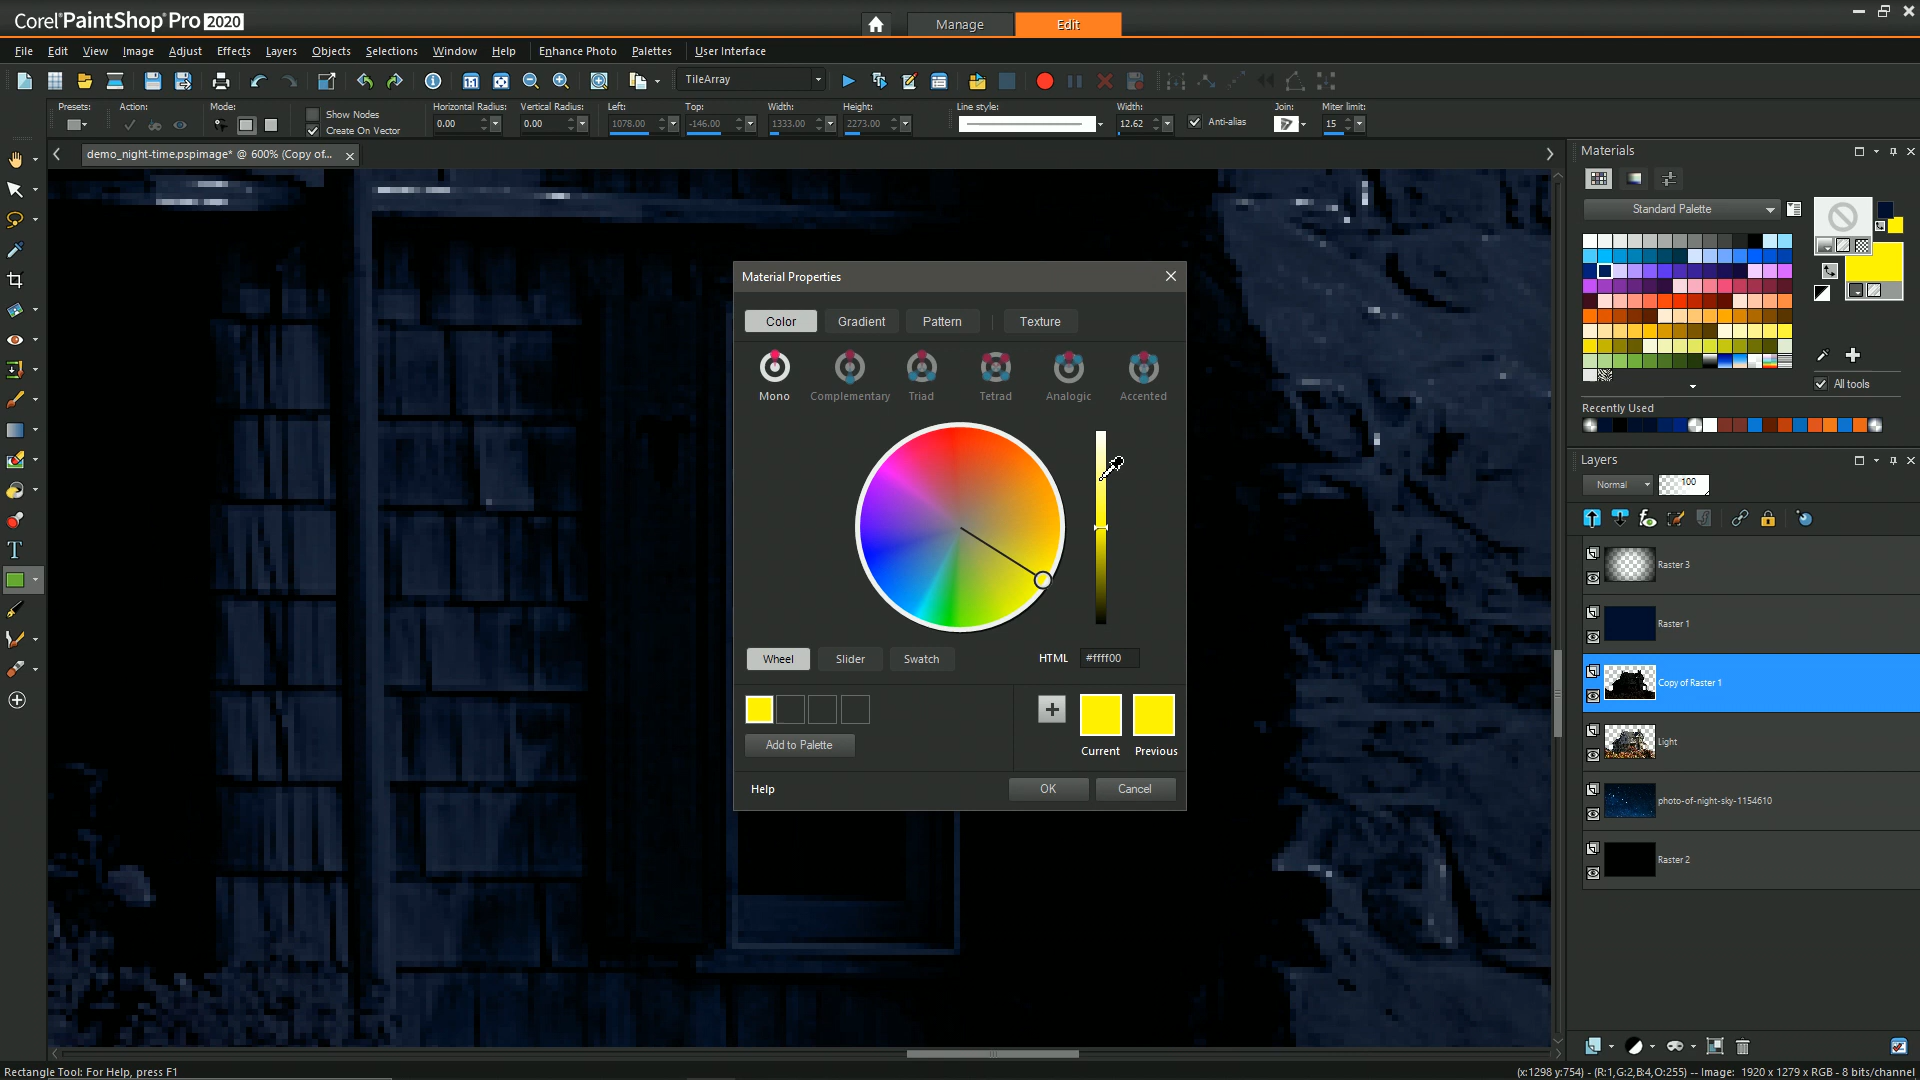 Corel PaintShop Pro 2020
Manage
Edit
File Edit View Image Adjust Effects Layers Objects Selections Window Help Enhance Photo Palettes User Interface
TileArray
Presets: Action: Mode: Show Nodes Create On Vector
Horizontal Radius: 0.00
Vertical Radius: 0.00
Left: 1078.00
Top: -146.00
Width: 1333.00
Height: 2273.00
Line style:
Width: 12.62
Anti-alias
Join:
Miter limit: 15
demo_night-time.pspimage* @ 600% (Copy of...
Material Properties
Color Gradient Pattern Texture
Mono Complementary Triad Tetrad Analogic Accented
Wheel Slider Swatch HTML #ffff00
Add to Palette
Current Previous
Help OK Cancel
Materials
Standard Palette
All tools
Recently Used
Layers
Normal 100
Raster 3
Raster 1
Copy of Raster 1
Light
photo-of-night-sky-1154610
Raster 2
Rectangle Tool: For Help, press F1
(x:1298 y:754) - (R:1,G:2,B:4,O:255) -- Image: 1920 x 1279 x RGB - 8 bits/channel